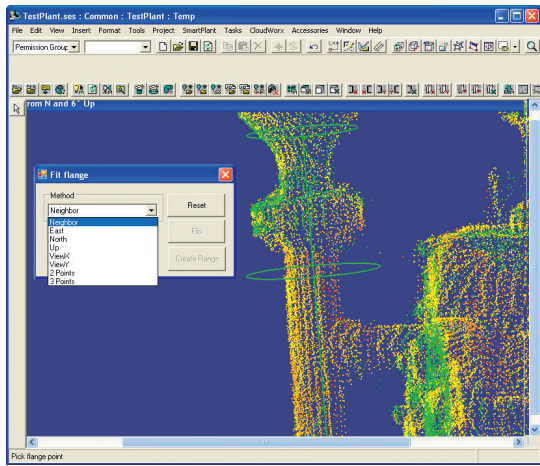 TestPlant.ses : Common : TestPlant : Temp
File Edit View Insert Format Tools Project SmartPlant Tasks CloudWorx Accessories Window Help
Permission Group:
rom N and 6" Up
Fit flange
Method
Neighbor
Reset
Neighbor
East
North
Flip
Up
ViewX
Create Flange
ViewY
2 Points
3 Points
Pick flange point